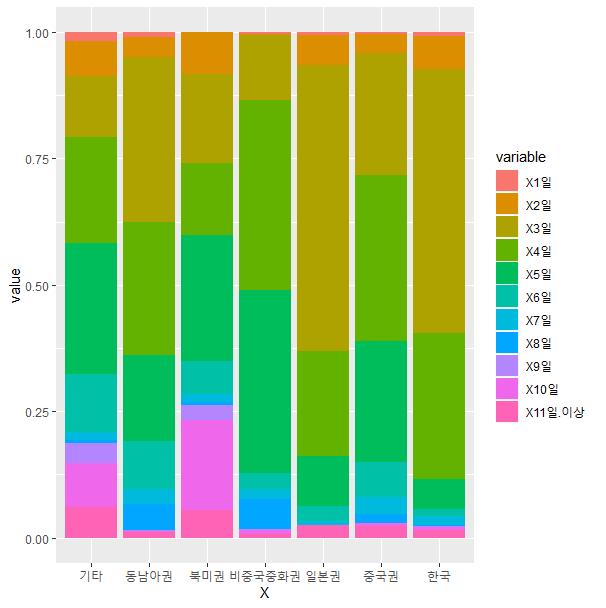 1.00
0.75
0.50
0.25
0.00
value
기타 동남아권 북미권 비중국중화권 일본권 중국권 한국
X
variable
X1일
X2일
X3일
X4일
X5일
X6일
X7일
X8일
X9일
X10일
X11일.이상